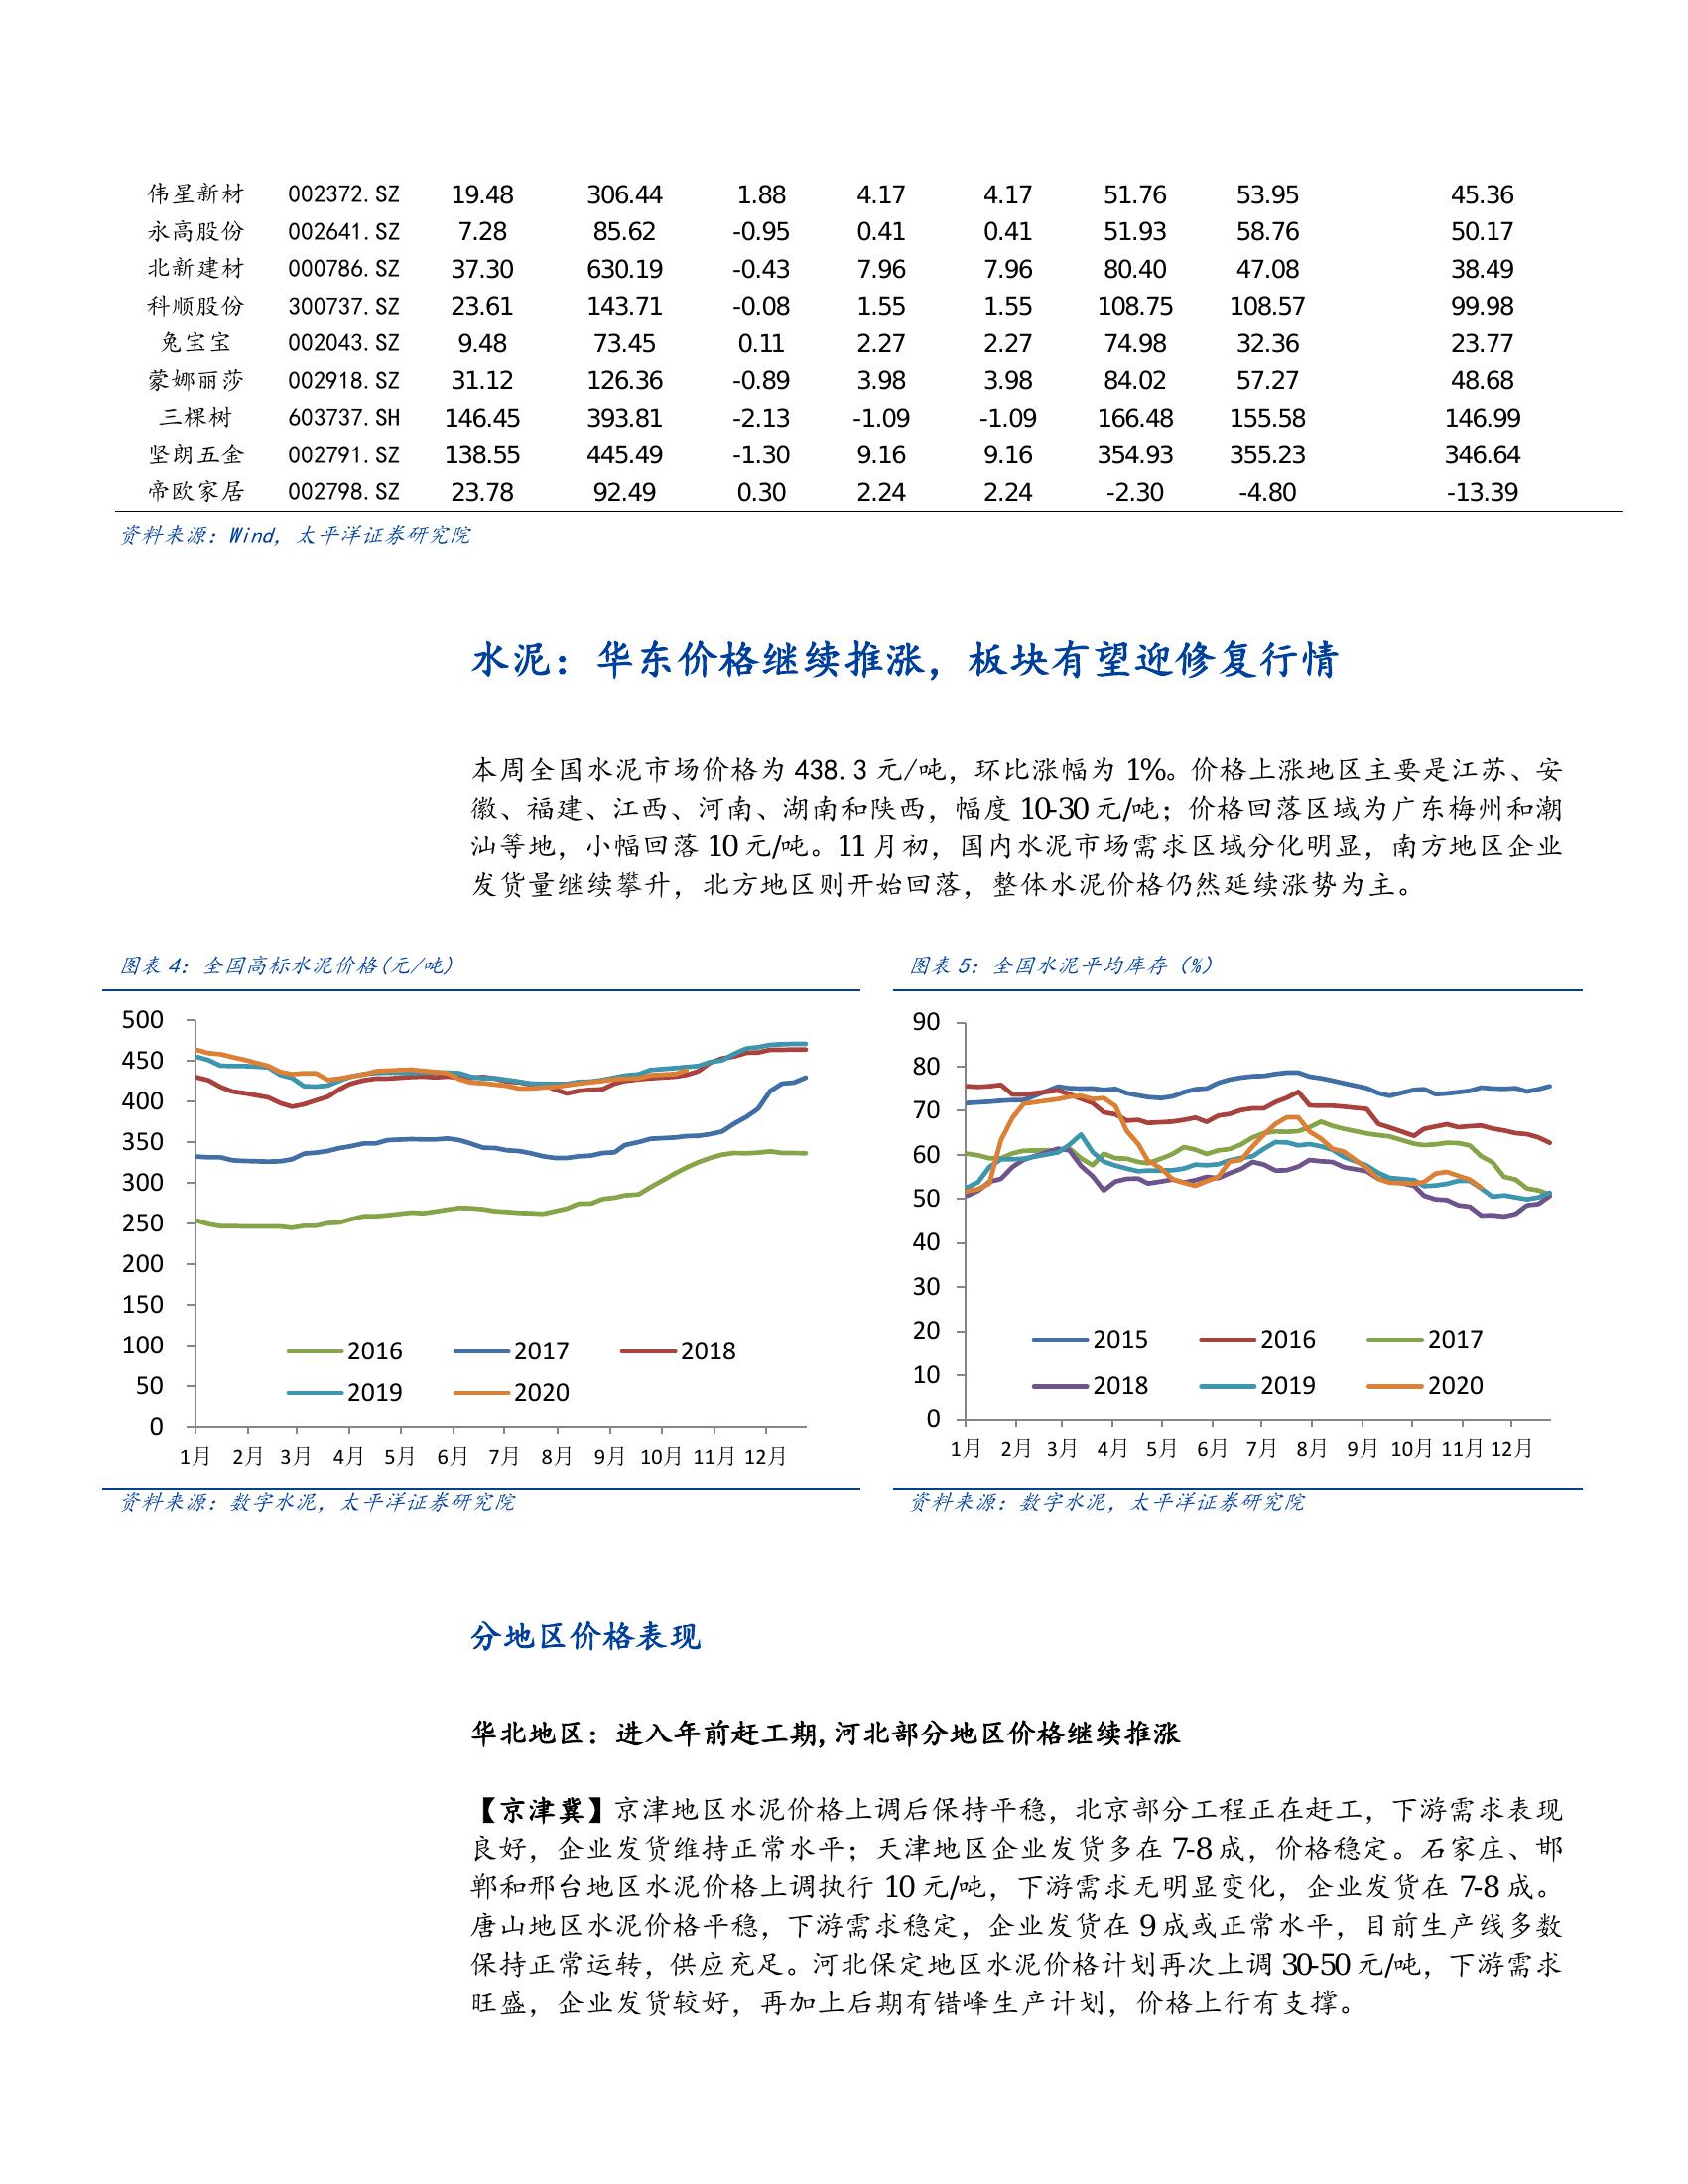 伟星新材 002372.SZ 19.48 306.44 1.88 4.17 4.17 51.76 53.95 45.36
永高股份 002641.SZ 7.28 85.62 -0.95 0.41 0.41 51.93 58.76 50.17
北新建材 000786.SZ 37.30 630.19 -0.43 7.96 7.96 80.40 47.08 38.49
科顺股份 300737.SZ 23.61 143.71 -0.08 1.55 1.55 108.75 108.57 99.98
兔宝宝 002043.SZ 9.48 73.45 0.11 2.27 2.27 74.98 32.36 23.77
蒙娜丽莎 002918.SZ 31.12 126.36 -0.89 3.98 3.98 84.02 57.27 48.68
三棵树 603737.SH 146.45 393.81 -2.13 -1.09 -1.09 166.48 155.58 146.99
坚朗五金 002791.SZ 138.55 445.49 -1.30 9.16 9.16 354.93 355.23 346.64
帝欧家居 002798.SZ 23.78 92.49 0.30 2.24 2.24 -2.30 -4.80 -13.39
资料来源：Wind，太平洋证券研究院
水泥：华东价格继续推涨，板块有望迎修复行情
本周全国水泥市场价格为 438.3 元/吨，环比涨幅为 1%。价格上涨地区主要是江苏、安
徽、福建、江西、河南、湖南和陕西，幅度 10-30 元/吨；价格回落区域为广东梅州和潮
汕等地，小幅回落 10 元/吨。11 月初，国内水泥市场需求区域分化明显，南方地区企业
发货量继续攀升，北方地区则开始回落，整体水泥价格仍然延续涨势为主。
图表 4：全国高标水泥价格(元/吨)
500
450
400
350
300
250
200
150
100
50
0
2016 2017 2018
2019 2020
1月 2月 3月 4月 5月 6月 7月 8月 9月 10月 11月 12月
资料来源：数字水泥，太平洋证券研究院
图表 5：全国水泥平均库存（%）
90
80
70
60
50
40
30
20
10
0
2015 2016 2017
2018 2019 2020
1月 2月 3月 4月 5月 6月 7月 8月 9月 10月 11月 12月
资料来源：数字水泥，太平洋证券研究院
分地区价格表现
华北地区：进入年前赶工期,河北部分地区价格继续推涨
【京津冀】京津地区水泥价格上调后保持平稳，北京部分工程正在赶工，下游需求表现
良好，企业发货维持正常水平；天津地区企业发货多在 7-8 成，价格稳定。石家庄、邯
郸和邢台地区水泥价格上调执行 10 元/吨，下游需求无明显变化，企业发货在 7-8 成。
唐山地区水泥价格平稳，下游需求稳定，企业发货在 9 成或正常水平，目前生产线多数
保持正常运转，供应充足。河北保定地区水泥价格计划再次上调 30-50 元/吨，下游需求
旺盛，企业发货较好，再加上后期有错峰生产计划，价格上行有支撑。